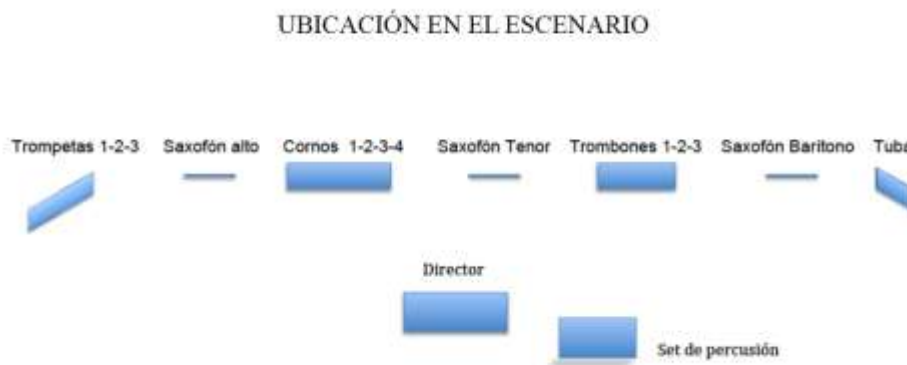 UBICACIÓN EN EL ESCENARIO
Trompetas 1-2-3 Saxofón alto Cornos 1-2-3-4 Saxofón Tenor Trombones 1-2-3 Saxofón Baritono Tuba
Director
Set de percusión